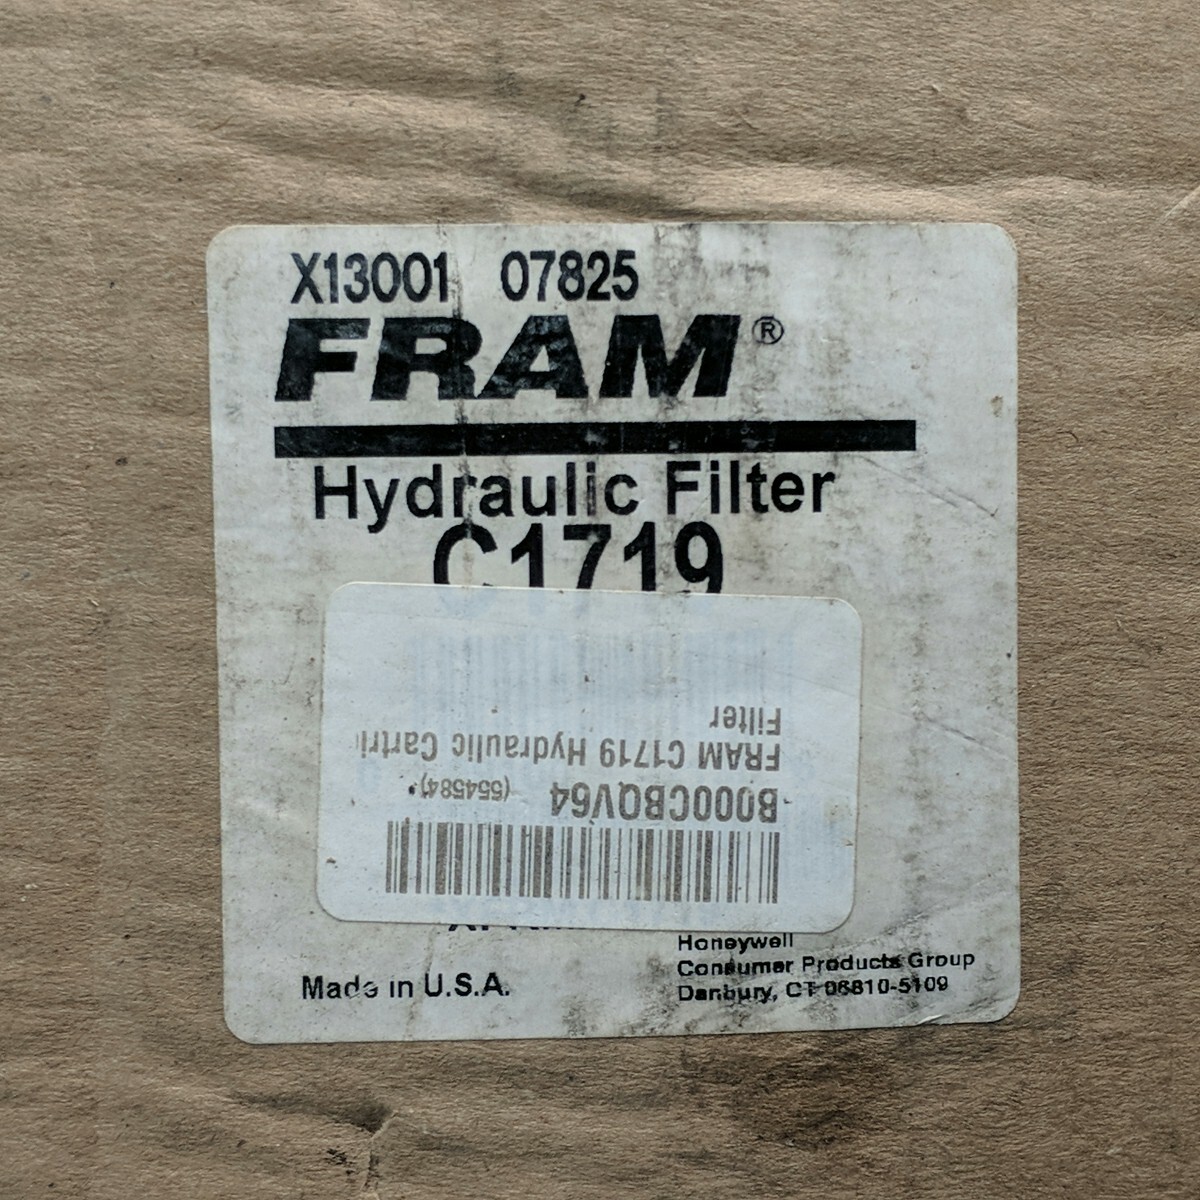 X13001 07825
FRAM®
Hydraulic Filter
C1719
B000CBQV64 (554584)
FRAM C1719 Hydraulic Cartri
Filter
Honeywell
Consumer Products Group
Made in U.S.A.
Danbury, CT 06810-5109